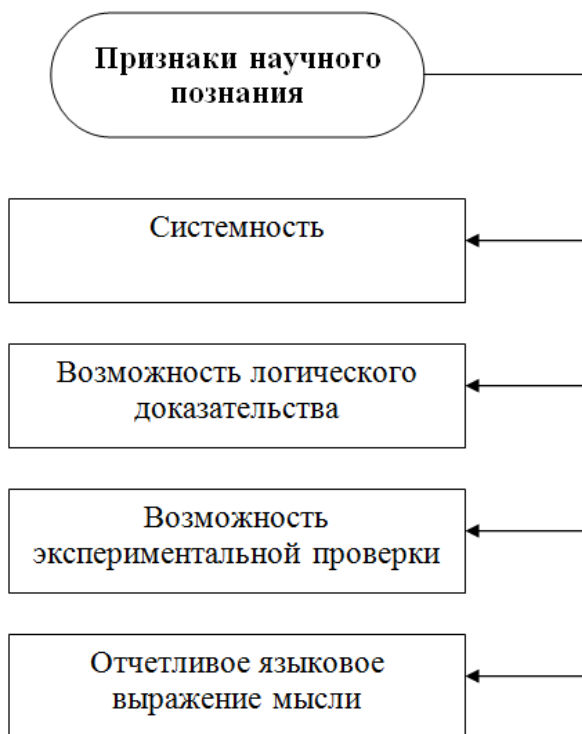 Признаки научного
познания
Системность
Возможность логического
доказательства
Возможность
экспериментальной проверки
Отчетливое языковое
выражение мысли